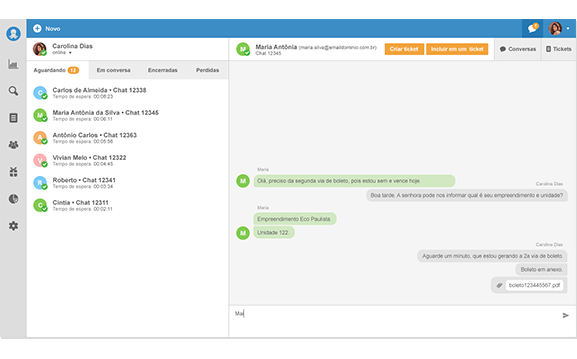 Novo
Carolina Dias
online
Aguardando
Em conversa
Encerradas
Perdidas
Carlos de Almeida • Chat 12338
Tempo de espera: 00:08:23
M
Maria Antônia da Silva • Chat 12345
Tempo de espera: 00:06:11
A
Antônio Carlos • Chat 12363
Tempo de espera: 00:05:56
Vivian Melo • Chat 12322
Tempo de espera: 00:04:45
R
Roberto • Chat 12341
Tempo de espera: 00:03:34
C
Cíntia • Chat 12311
Tempo de espera: 00:02:11
M
Maria Antônia (maria.silva@emaildominio.com.br)
Chat 12345
Criar ticket
Incluir em um ticket
Conversas
Tickets
Maria
M
Olá, preciso da segunda via de boleto, pois estou sem e vence hoje.
Carolina Dias
Boa tarde. A senhora pode nos informar qual é seu empreendimento e unidade?
Maria
Empreendimento Eco Paulista.
M
Unidade 122.
Carolina Dias
Aguarde um minuto, que estou gerando a 2a via de boleto.
Boleto em anexo.
boleto123445567.pdf
Mai